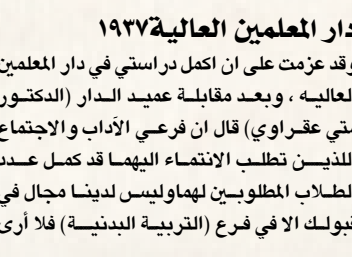 دار المعلمين العالية١٩٣٧
وقد عزمت على ان اكمل دراستي في دار المعلمين
العاليه ، وبعد مقابلة عميد الدار (الدكتور
متي عقراوي) قال ان فرعي الآداب والاجتماع
اللذين تطلب الانتماء اليهما قد كمل عدد
الطلاب المطلوبين لهماوليس لدينا مجال في
قبولك الا في فرع (التربية البدنية) فلا أرى